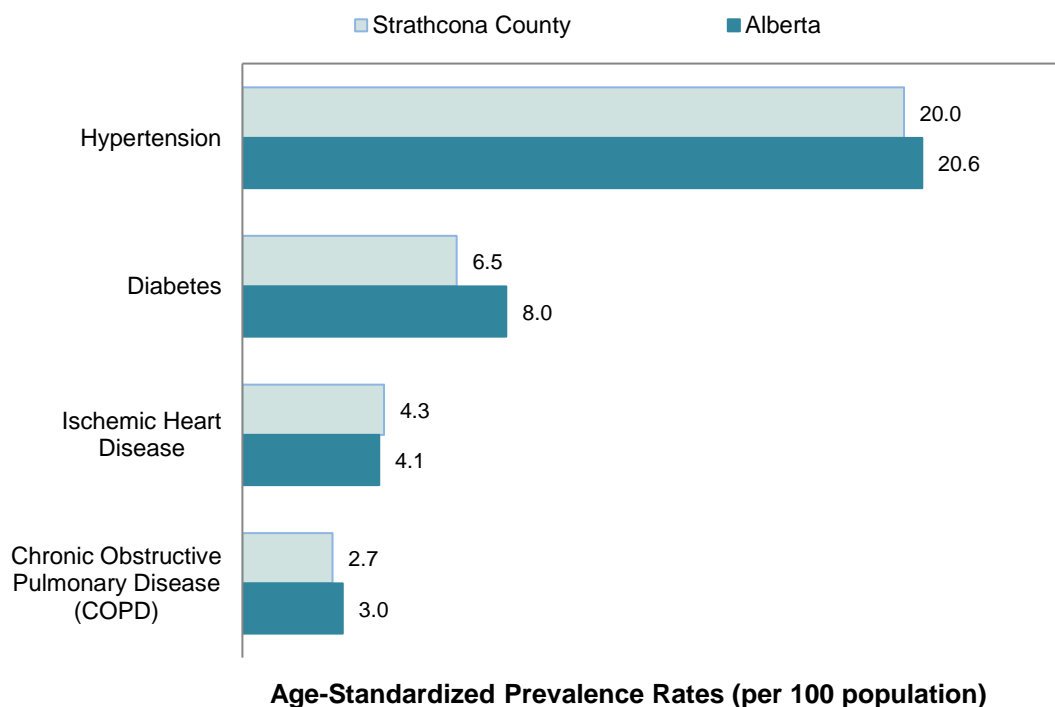 Strathcona County
Alberta
Hypertension
20.0
20.6
Diabetes
6.5
8.0
Ischemic Heart
Disease
4.3
4.1
Chronic Obstructive
Pulmonary Disease
(COPD)
2.7
3.0
Age-Standardized Prevalence Rates (per 100 population)